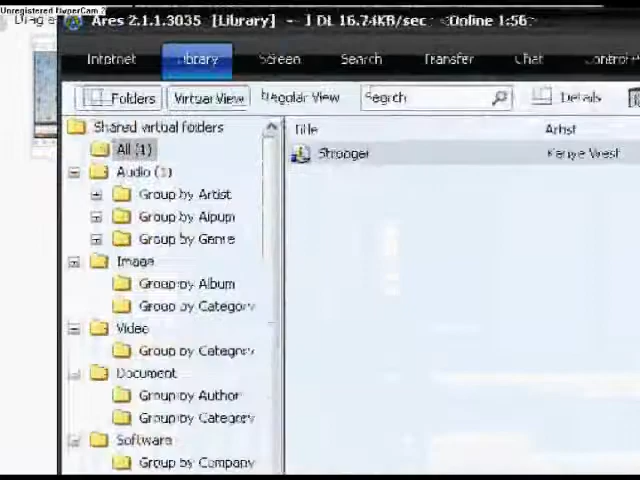 Unregistered HyperCam 2
Ares 2.1.1.3035 [Library] - 1 DL 16.74KB/sec Online 1:56
Internet Library Screen Search Transfer Chat Control
Folders Virtual View Regular View Search Details
Shared virtual folders
Title Artist
All (1)
Stronger Kanye West
Audio (1)
Group by Artist
Group by Album
Group by Genre
Image
Group by Album
Group by Category
Video
Group by Category
Document
Group by Author
Group by Category
Software
Group by Company